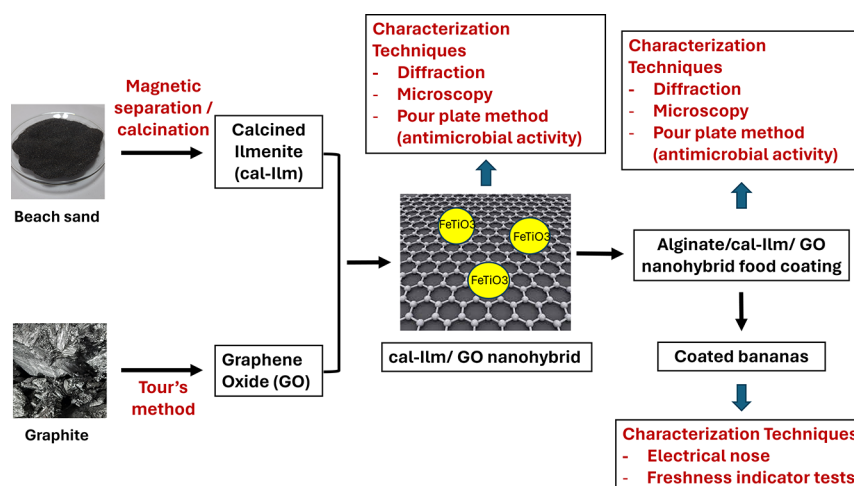 Magnetic
separation /
calcination
Beach sand
Calcined
Ilmenite
(cal-Ilm)
Graphite
Tour's
method
Graphene
Oxide (GO)
Characterization
Techniques
- Diffraction
- Microscopy
- Pour plate method
(antimicrobial activity)
FeTiO3
FeTiO3
FeTiO3
cal-Ilm/ GO nanohybrid
Characterization
Techniques
- Diffraction
- Microscopy
- Pour plate method
(antimicrobial activity)
Alginate/cal-Ilm/ GO
nanohybrid food coating
Coated bananas
Characterization Techniques
- Electrical nose
- Freshness indicator tests